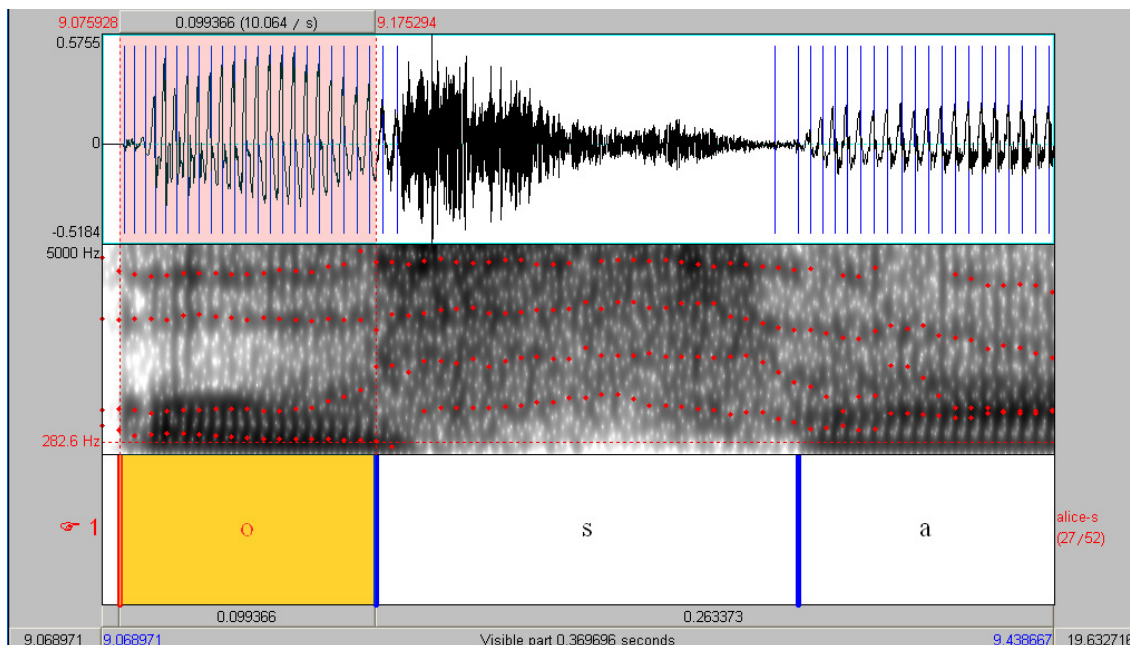 9.075928 0.099366 (10.064 / s) 9.175294
0.5755
0
-0.5184
5000 Hz
282.6 Hz
☞ 1 o s a alice-s
(27/52)
0.099366 0.263373
9.068971 9.068971 Visible part 0.369696 seconds 9.438667 19.632716